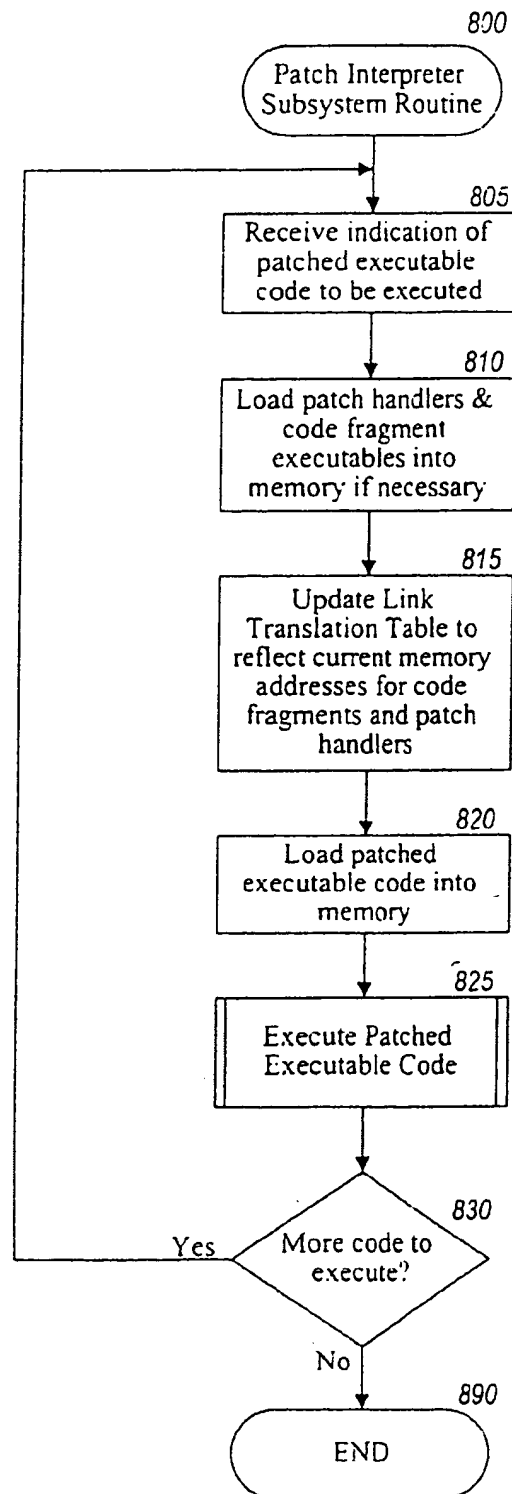 800
Patch Interpreter
Subsystem Routine
805
Receive indication of
patched executable
code to be executed
810
Load patch handlers &
code fragment
executables into
memory if necessary
815
Update Link
Translation Table to
reflect current memory
addresses for code
fragments and patch
handlers
820
Load patched
executable code into
memory
825
Execute Patched
Executable Code
830
More code to
execute?
Yes
No
890
END